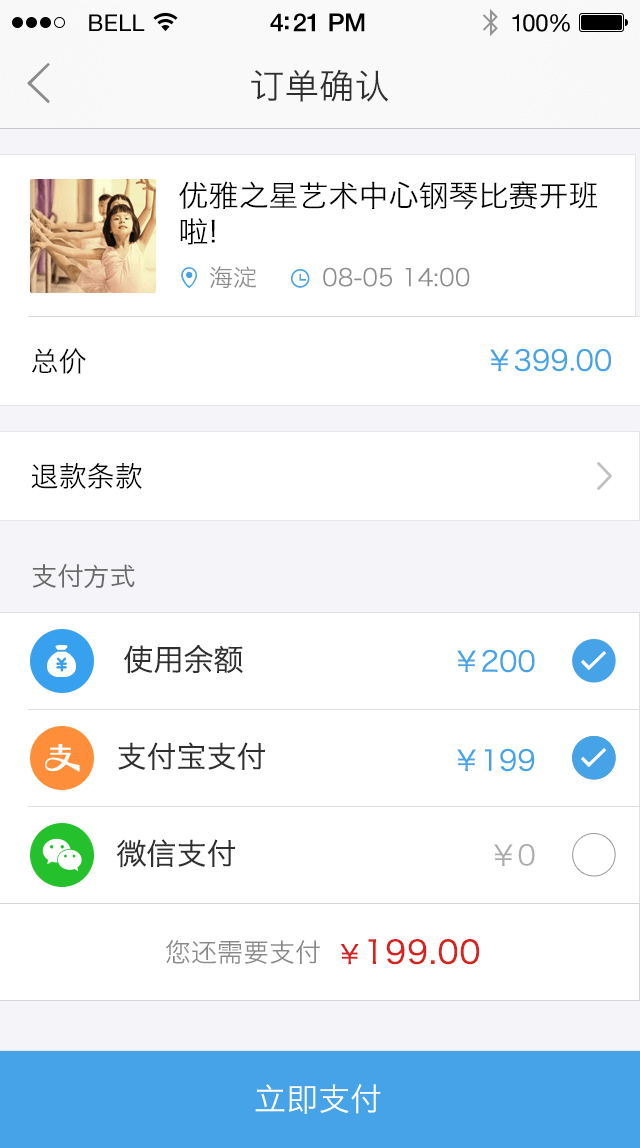 BELL 4:21 PM 100%
订单确认
优雅之星艺术中心钢琴比赛开班
啦!
海淀 08-05 14:00
总价 ￥399.00
退款条款
支付方式
¥ 使用余额 ￥200
支 支付宝支付 ￥199
微信支付 ￥0
您还需要支付 ￥199.00
立即支付